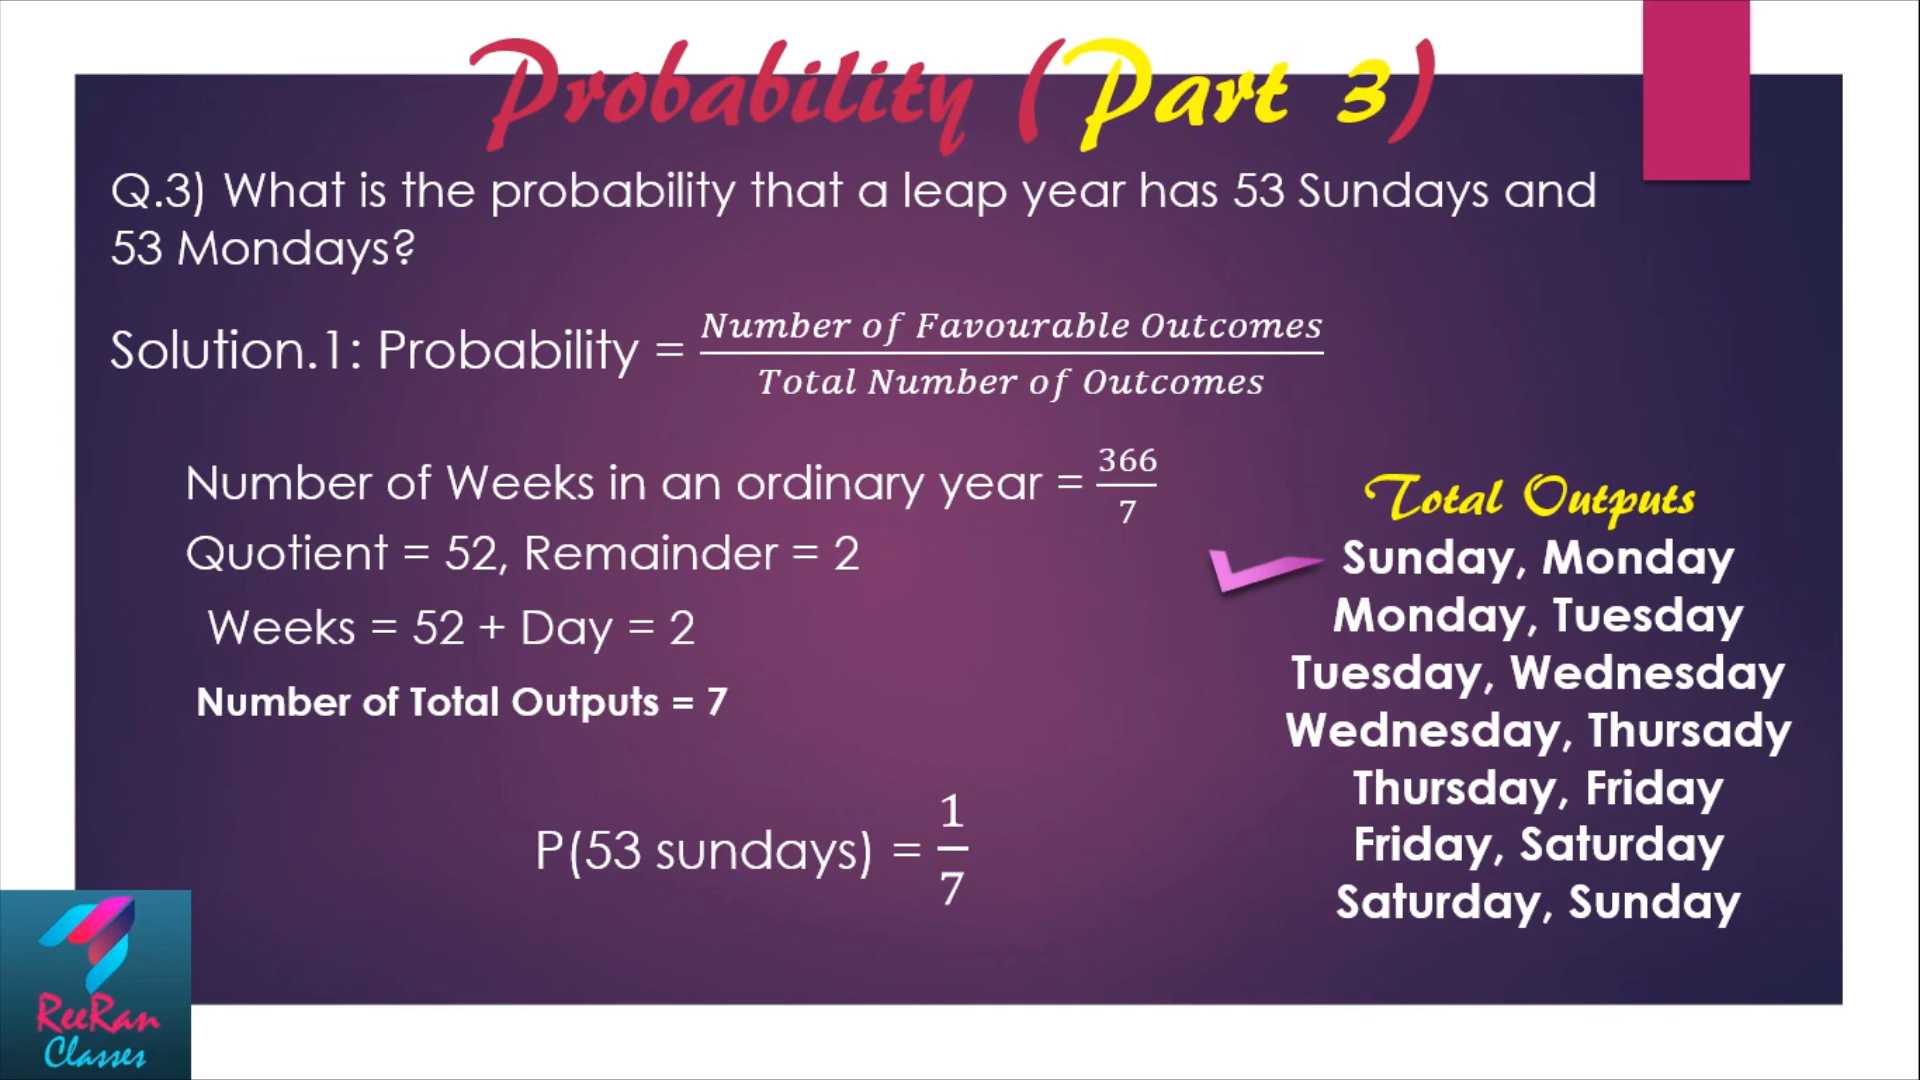 Probability (Part 3)
Q.3) What is the probability that a leap year has 53 Sundays and
53 Mondays?
Solution.1: Probability = Number of Favourable Outcomes / Total Number of Outcomes
Number of Weeks in an ordinary year = 366/7
Quotient = 52, Remainder = 2
Weeks = 52 + Day = 2
Number of Total Outputs = 7
P(53 sundays) = 1/7
Total Outputs
Sunday, Monday
Monday, Tuesday
Tuesday, Wednesday
Wednesday, Thursady
Thursday, Friday
Friday, Saturday
Saturday, Sunday
ReeRan
Classes